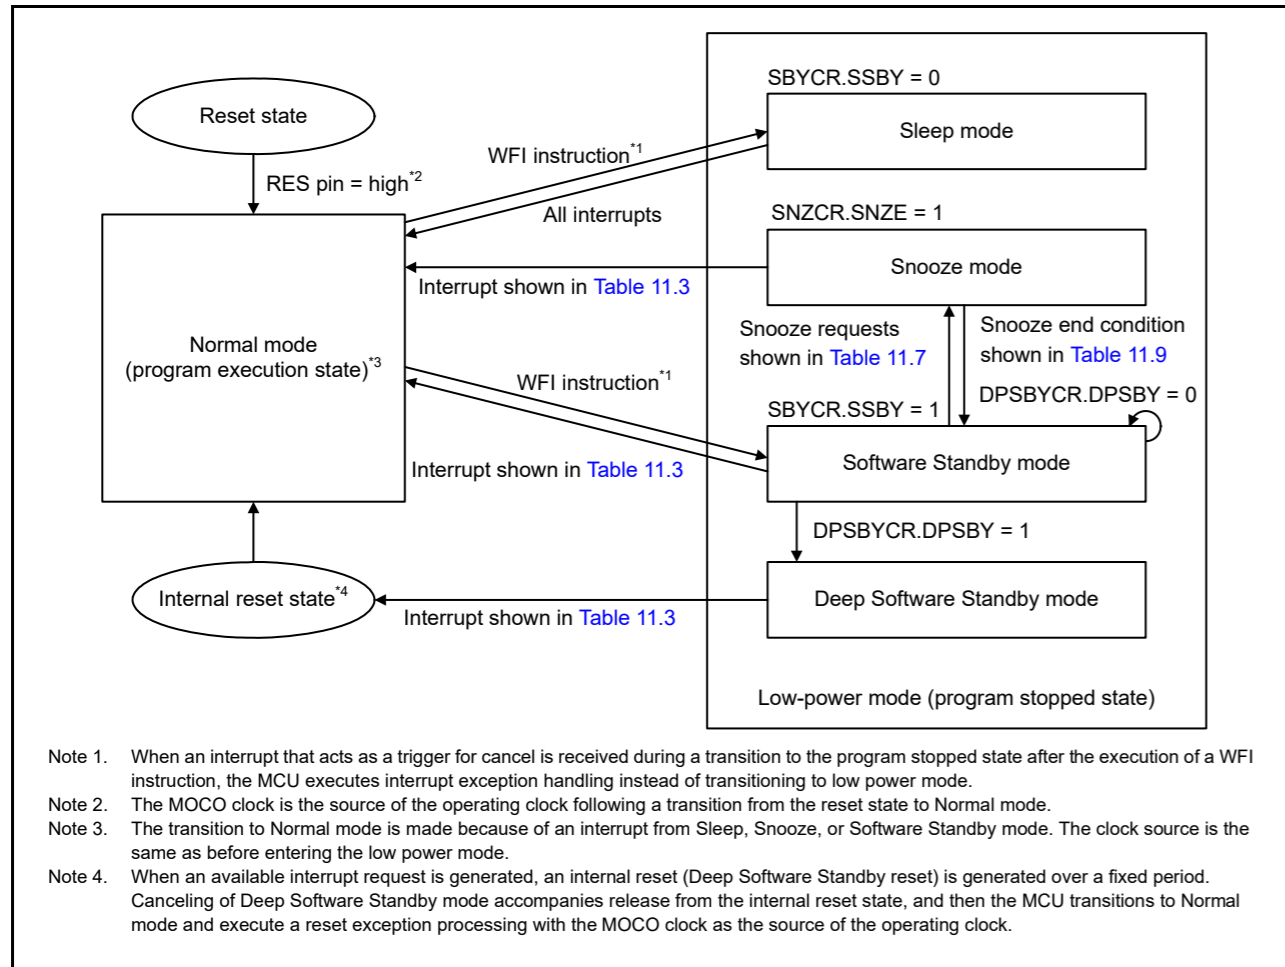 Reset state
RES pin = high*2
Normal mode
(program execution state)*3
Internal reset state*4
WFI instruction*1
All interrupts
Interrupt shown in Table 11.3
WFI instruction*1
Interrupt shown in Table 11.3
Interrupt shown in Table 11.3
SBYCR.SSBY = 0
Sleep mode
SNZCR.SNZE = 1
Snooze mode
Snooze requests
shown in Table 11.7
Snooze end condition
shown in Table 11.9
DPSBYCR.DPSBY = 0
SBYCR.SSBY = 1
Software Standby mode
DPSBYCR.DPSBY = 1
Deep Software Standby mode
Low-power mode (program stopped state)
Note 1. When an interrupt that acts as a trigger for cancel is received during a transition to the program stopped state after the execution of a WFI
instruction, the MCU executes interrupt exception handling instead of transitioning to low power mode.
Note 2. The MOCO clock is the source of the operating clock following a transition from the reset state to Normal mode.
Note 3. The transition to Normal mode is made because of an interrupt from Sleep, Snooze, or Software Standby mode. The clock source is the
same as before entering the low power mode.
Note 4. When an available interrupt request is generated, an internal reset (Deep Software Standby reset) is generated over a fixed period.
Canceling of Deep Software Standby mode accompanies release from the internal reset state, and then the MCU transitions to Normal
mode and execute a reset exception processing with the MOCO clock as the source of the operating clock.